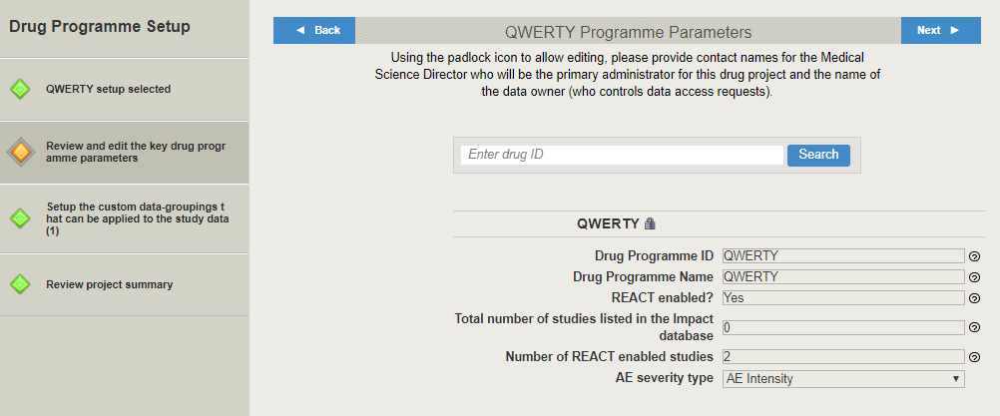 Drug Programme Setup
QWERTY setup selected
Review and edit the key drug progr
amme parameters
Setup the custom data-groupings t
hat can be applied to the study data
(1)
Review project summary
◄ Back
QWERTY Programme Parameters
Next ►
Using the padlock icon to allow editing, please provide contact names for the Medical
Science Director who will be the primary administrator for this drug project and the name of
the data owner (who controls data access requests).
Enter drug ID
Search
QWERTY
Drug Programme ID QWERTY ?
Drug Programme Name QWERTY ?
REACT enabled? Yes ?
Total number of studies listed in the Impact
database 0 ?
Number of REACT enabled studies 2 ?
AE severity type AE Intensity ▼